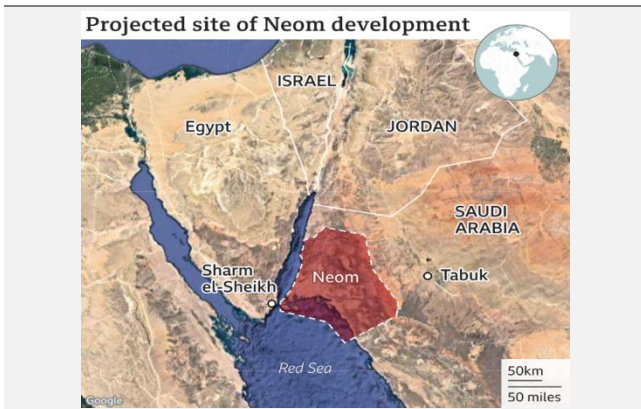 Projected site of Neom development
ISRAEL
Egypt
JORDAN
SAUDI
ARABIA
Sharm
el-Sheikh
Neom
Tabuk
Red Sea
50km
50 miles
Google